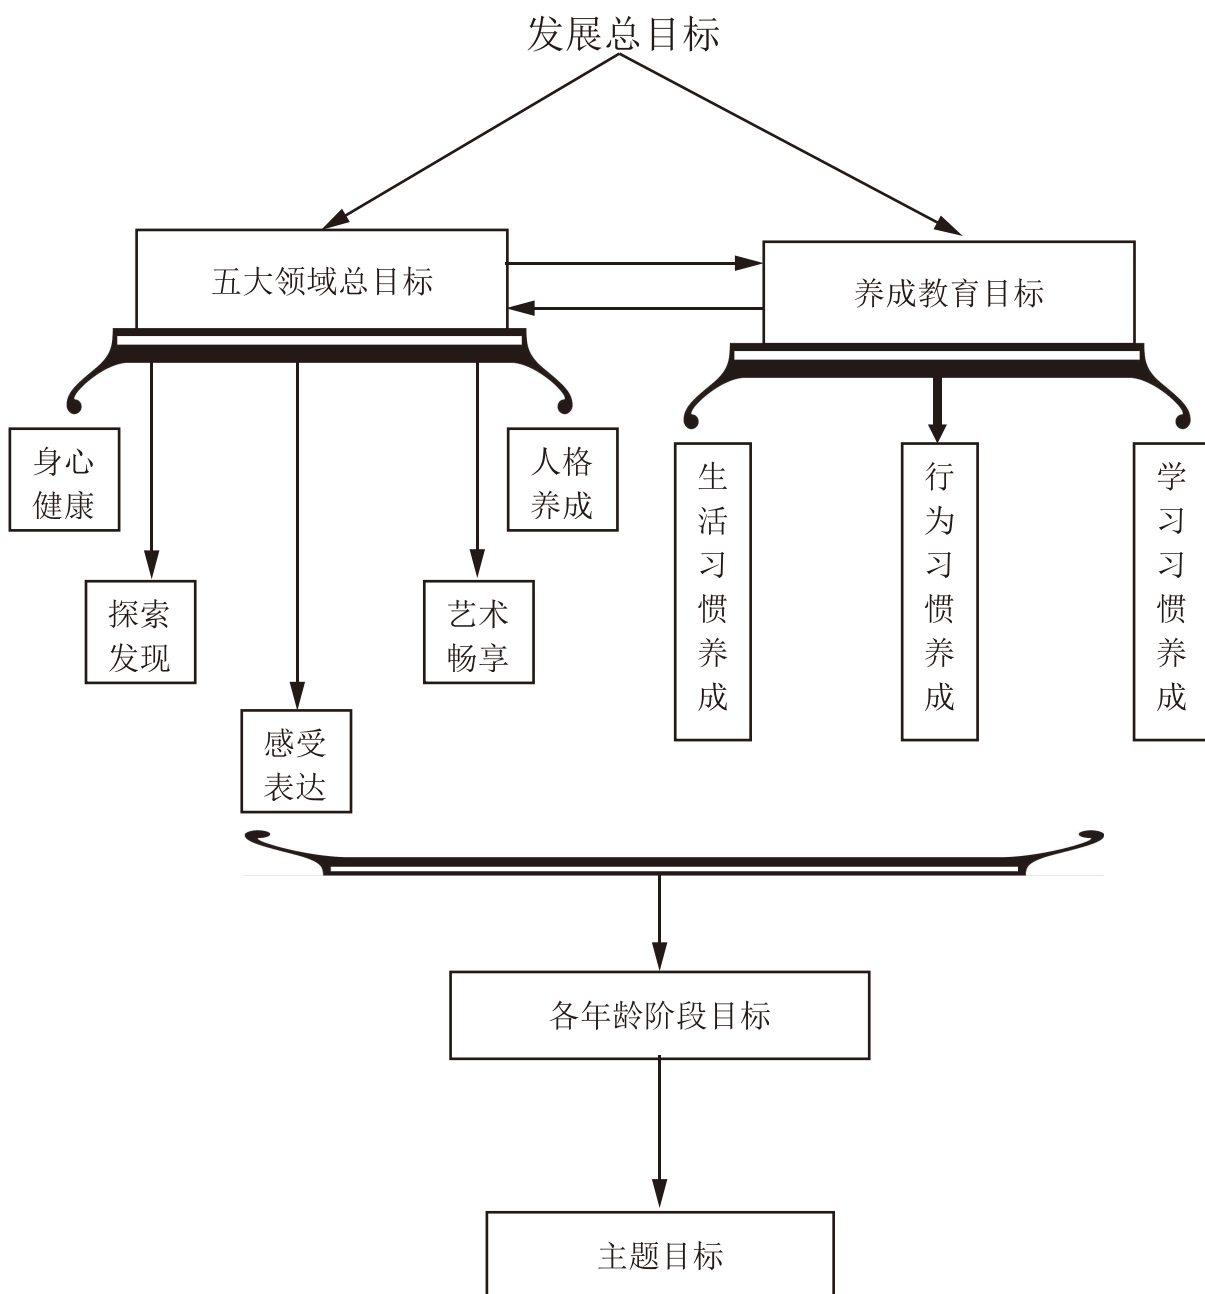 发展总目标
五大领域总目标
养成教育目标
身心
健康
人格
养成
探索
发现
艺术
畅享
感受
表达
生活习惯养成
行为习惯养成
学习习惯养成
各年龄阶段目标
主题目标